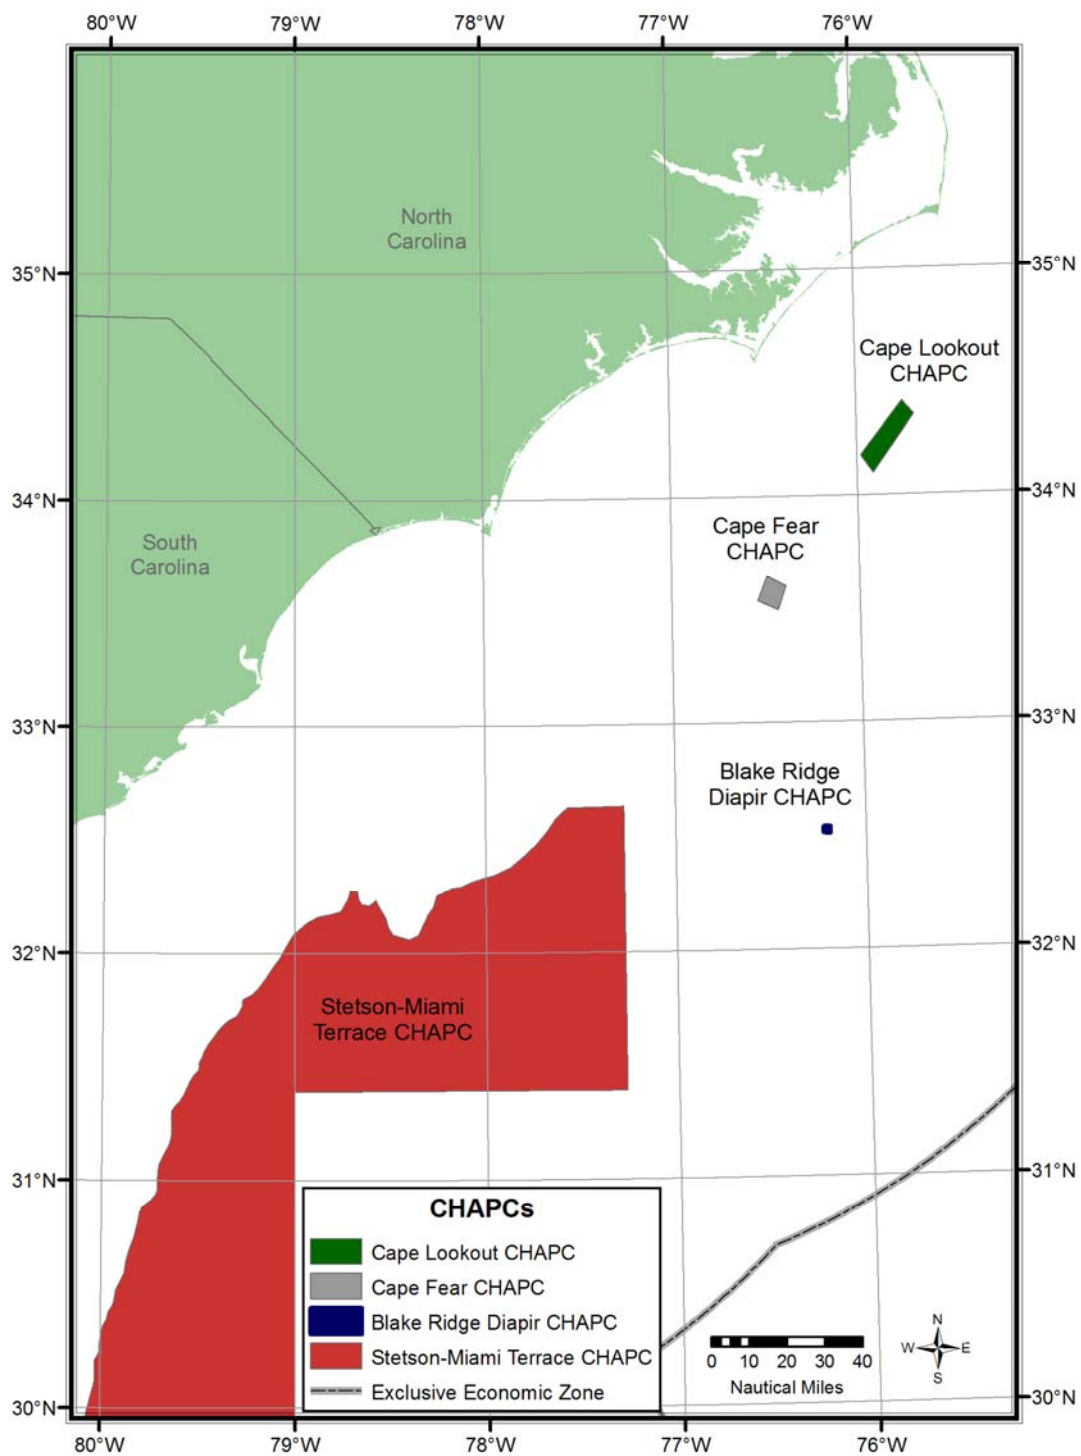 80°W 79°W 78°W 77°W 76°W
North
Carolina
35°N 35°N
Cape Lookout
CHAPC
34°N 34°N
Cape Fear
CHAPC
South
Carolina
33°N 33°N
Blake Ridge
Diapir CHAPC
32°N 32°N
Stetson-Miami
Terrace CHAPC
31°N 31°N
CHAPCs
Cape Lookout CHAPC
Cape Fear CHAPC
Blake Ridge Diapir CHAPC
Stetson-Miami Terrace CHAPC
Exclusive Economic Zone
N
W E
S
0 10 20 30 40
Nautical Miles
30°N 30°N
80°W 79°W 78°W 77°W 76°W